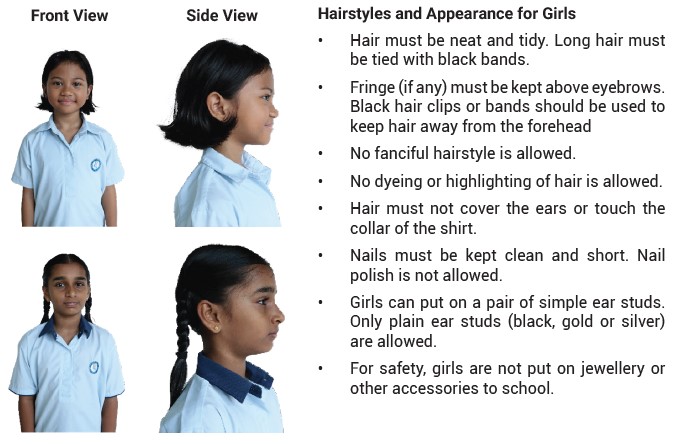 Front View
Side View
Hairstyles and Appearance for Girls
• Hair must be neat and tidy. Long hair must
be tied with black bands.
• Fringe (if any) must be kept above eyebrows.
Black hair clips or bands should be used to
keep hair away from the forehead
• No fanciful hairstyle is allowed.
• No dyeing or highlighting of hair is allowed.
• Hair must not cover the ears or touch the
collar of the shirt.
• Nails must be kept clean and short. Nail
polish is not allowed.
• Girls can put on a pair of simple ear studs.
Only plain ear studs (black, gold or silver)
are allowed.
• For safety, girls are not put on jewellery or
other accessories to school.